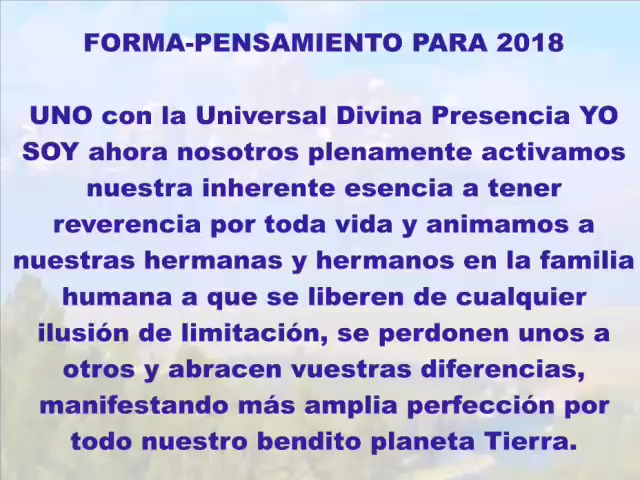 FORMA-PENSAMIENTO PARA 2018
UNO con la Universal Divina Presencia YO
SOY ahora nosotros plenamente activamos
nuestra inherente esencia a tener
reverencia por toda vida y animamos a
nuestras hermanas y hermanos en la familia
humana a que se liberen de cualquier
ilusión de limitación, se perdonen unos a
otros y abracen vuestras diferencias,
manifestando más amplia perfección por
todo nuestro bendito planeta Tierra.